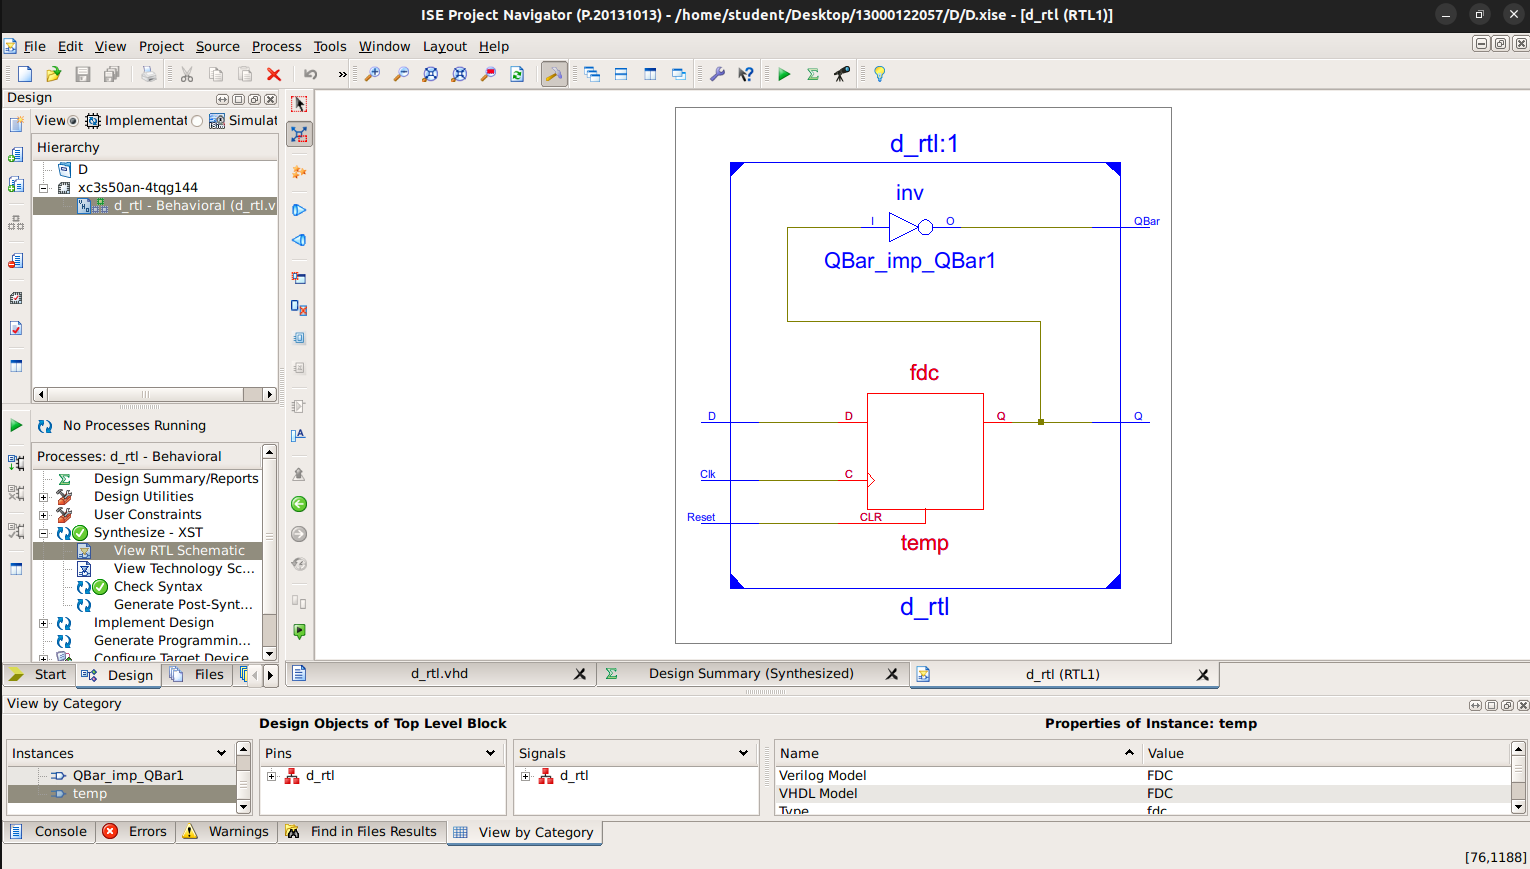 ISE Project Navigator (P.20131013) - /home/student/Desktop/13000122057/D/D.xise - [d_rtl (RTL1)]
File Edit View Project Source Process Tools Window Layout Help
»
Design
View Implementat Simulat
Hierarchy
D
xc3s50an-4tqg144
d_rtl - Behavioral (d_rtl.v
No Processes Running
Processes: d_rtl - Behavioral
Design Summary/Reports
Design Utilities
User Constraints
Synthesize - XST
View RTL Schematic
View Technology Sc...
Check Syntax
Generate Post-Synt...
Implement Design
Generate Programmin...
Configure Target Device
Start Design Files
d_rtl:1
inv
I O QBar
QBar_imp_QBar1
fdc
D D Q Q
Clk C
Reset CLR
temp
d_rtl
d_rtl.vhd Design Summary (Synthesized) d_rtl (RTL1)
View by Category
Design Objects of Top Level Block Properties of Instance: temp
Instances Pins Signals Name Value
QBar_imp_QBar1 d_rtl d_rtl Verilog Model FDC
temp VHDL Model FDC
Type fdc
Console Errors Warnings Find in Files Results View by Category
[76,1188]